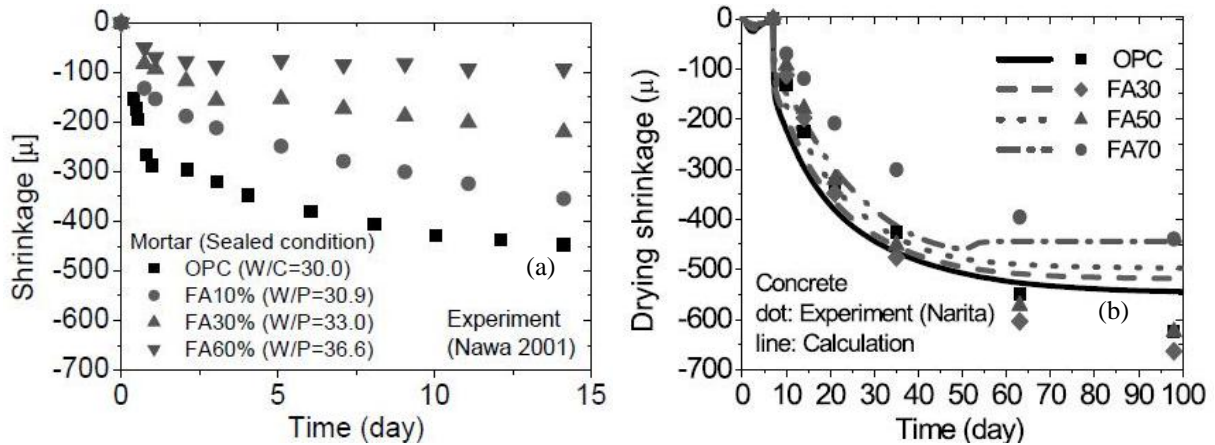 0
-100
-200
-300
-400
-500
-600
-700
Shrinkage [μ]
Mortar (Sealed condition)
OPC (W/C=30.0)
FA10% (W/P=30.9)
FA30% (W/P=33.0)
FA60% (W/P=36.6)
(a)
Experiment
(Nawa 2001)
0 5 10 15
Time (day)
0
-100
-200
-300
-400
-500
-600
-700
Drying shrinkage (μ)
OPC
FA30
FA50
FA70
Concrete
dot: Experiment (Narita)
line: Calculation
(b)
0 10 20 30 40 50 60 70 80 90 100
Time (day)